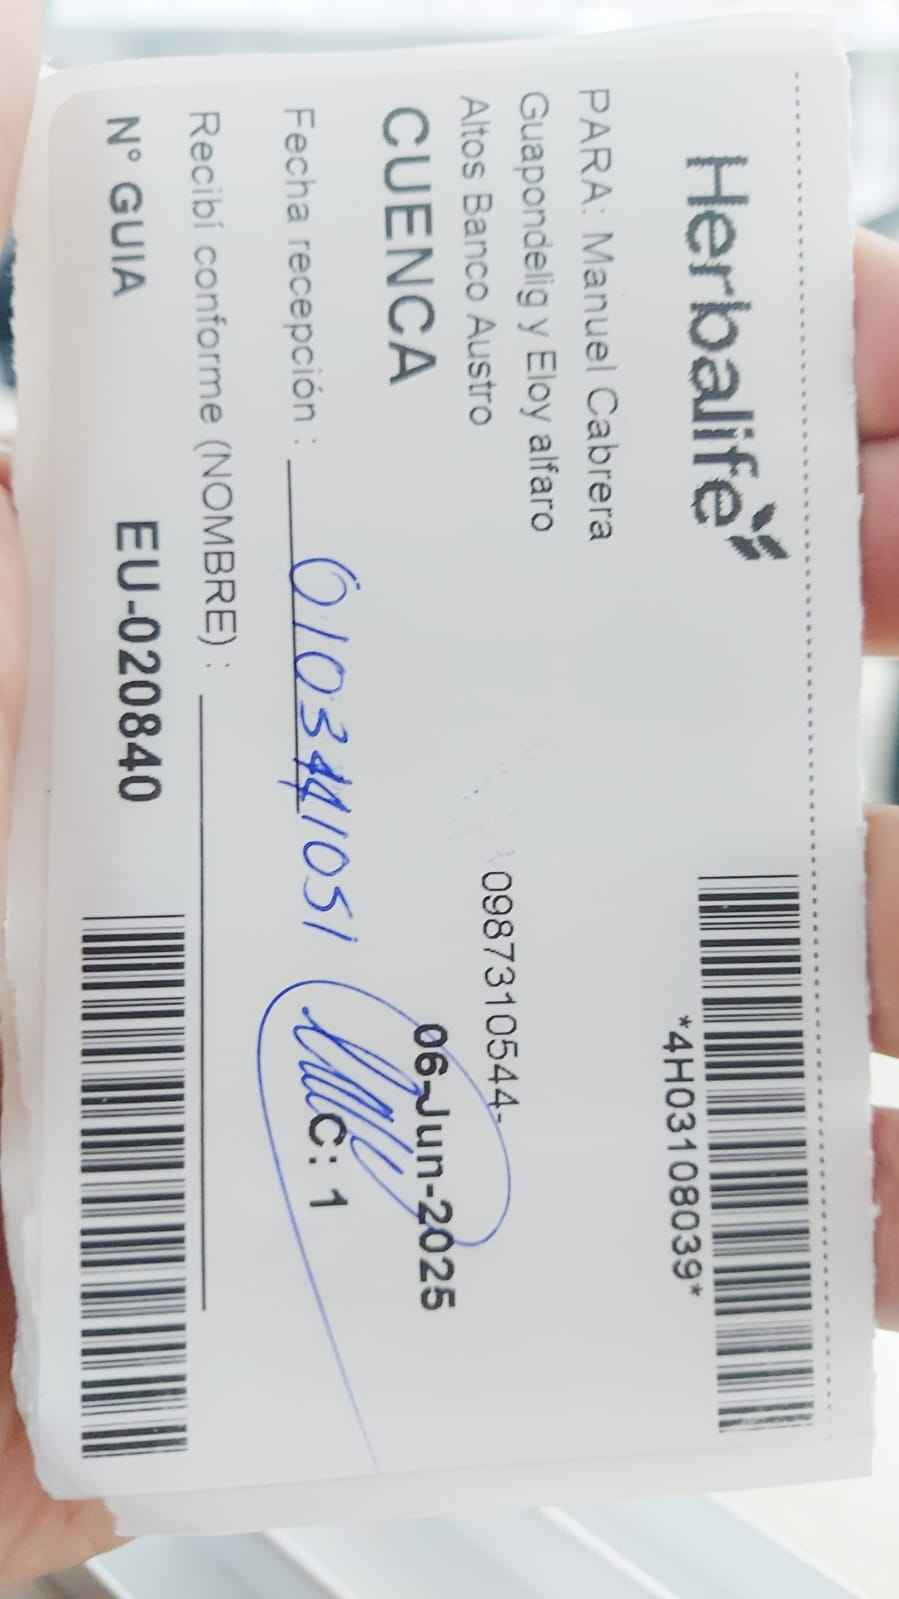 Herbalife
*4H03108039*
PARA: Manuel Cabrera
Guapondelig y Eloy alfaro
Altos Banco Austro
0987310544-
CUENCA
06-Jun-2025
Fecha recepción : 0103441051
C: 1
Recibí conforme (NOMBRE) :
N° GUIA EU-020840